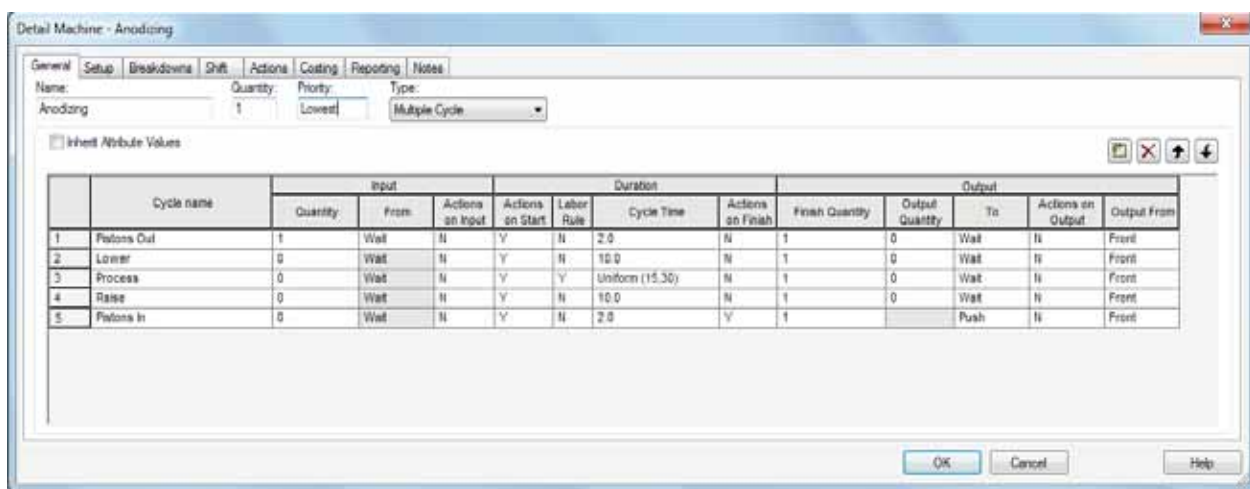 Detail Machine - Anodizing
General Setup Breakdowns Shift Actions Costing Reporting Notes
Name: Quantity: Priority: Type:
Anodizing 1 Lowest Multiple Cycle
Inherit Attribute Values
Input Duration Output
Cycle name Quantity From Actions on Input Actions on Start Labor Rule Cycle Time Actions on Finish Finish Quantity Output Quantity To Actions on Output Output From
1 Pistons Out 1 Wait N Y N 2.0 N 1 0 Wait N Front
2 Lower 0 Wait N Y N 10.0 N 1 0 Wait N Front
3 Process 0 Wait N Y Y Uniform (15,30) N 1 0 Wait N Front
4 Raise 0 Wait N Y N 10.0 N 1 0 Wait N Front
5 Pistons In 0 Wait N Y N 2.0 Y 1 Push N Front
OK Cancel Help